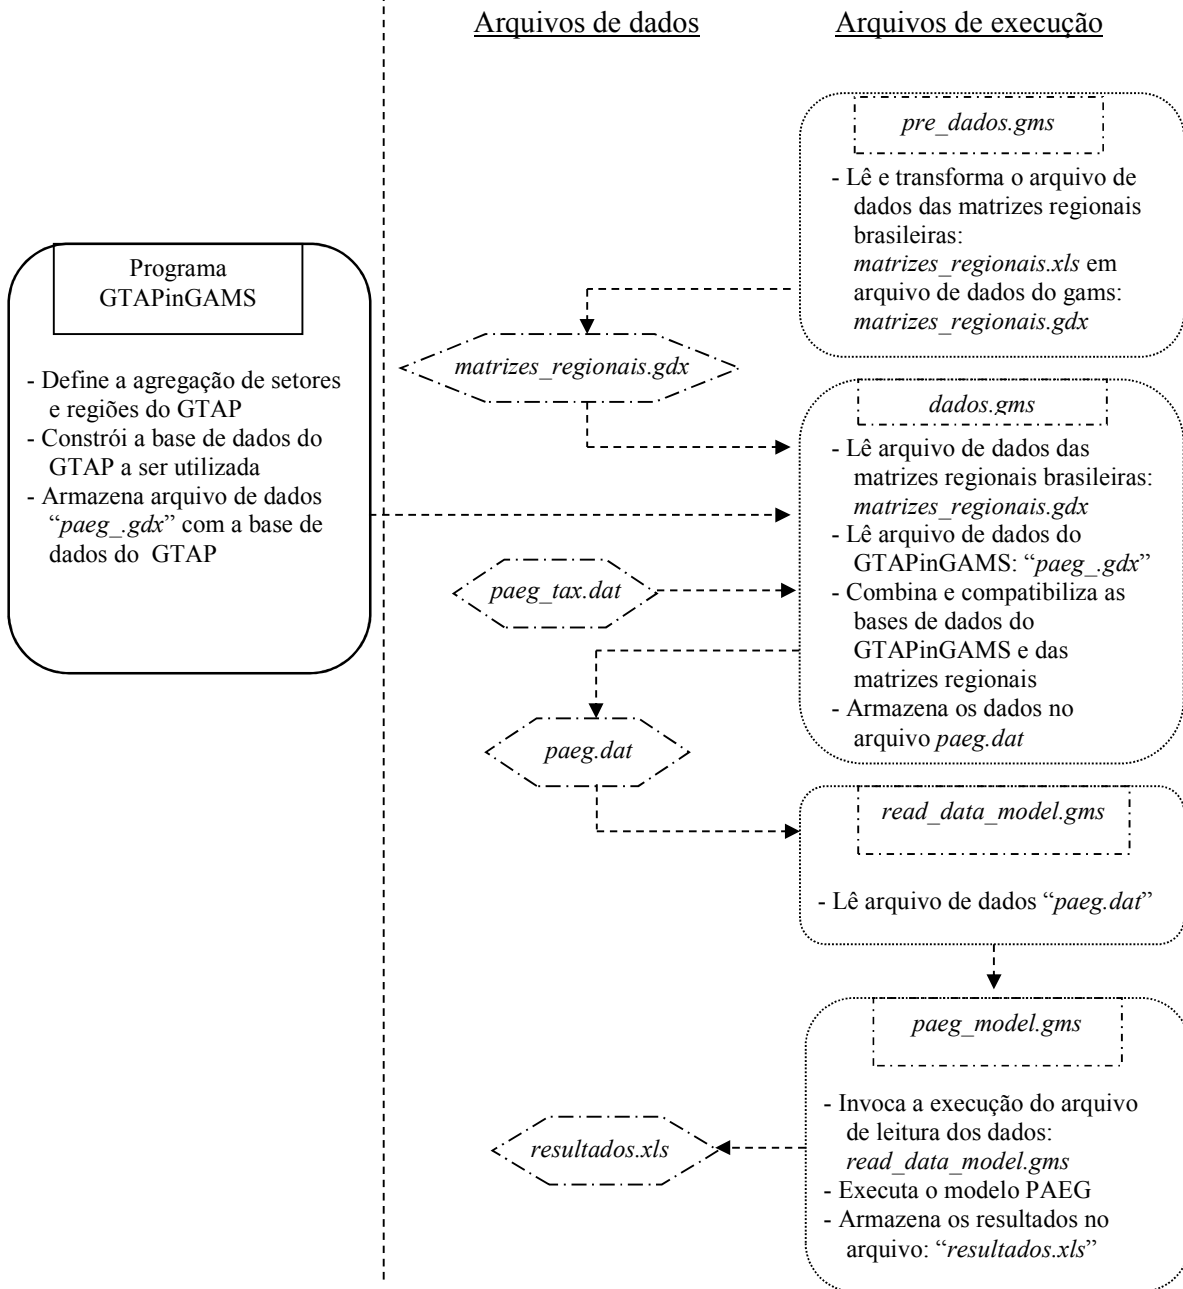 Arquivos de dados
Arquivos de execução
Programa
GTAPinGAMS
- Define a agregação de setores
e regiões do GTAP
- Constrói a base de dados do
GTAP a ser utilizada
- Armazena arquivo de dados
“paeg_.gdx” com a base de
dados do GTAP
pre_dados.gms
- Lê e transforma o arquivo de
dados das matrizes regionais
brasileiras:
matrizes_regionais.xls em
arquivo de dados do gams:
matrizes_regionais.gdx
matrizes_regionais.gdx
dados.gms
- Lê arquivo de dados das
matrizes regionais brasileiras:
matrizes_regionais.gdx
- Lê arquivo de dados do
GTAPinGAMS: “paeg_.gdx”
- Combina e compatibiliza as
bases de dados do
GTAPinGAMS e das
matrizes regionais
- Armazena os dados no
arquivo paeg.dat
paeg_tax.dat
paeg.dat
read_data_model.gms
- Lê arquivo de dados “paeg.dat”
paeg_model.gms
- Invoca a execução do arquivo
de leitura dos dados:
read_data_model.gms
- Executa o modelo PAEG
- Armazena os resultados no
arquivo: “resultados.xls”
resultados.xls